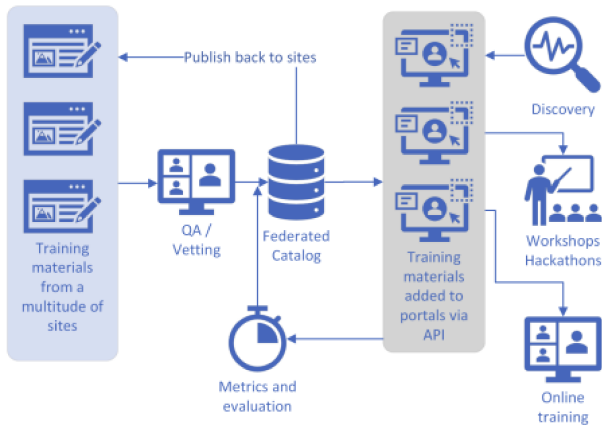 Publish back to sites
Training
materials
from a
multitude of
sites
QA /
Vetting
Federated
Catalog
Metrics and
evaluation
Training
materials
added to
portals via
API
Discovery
Workshops
Hackathons
Online
training